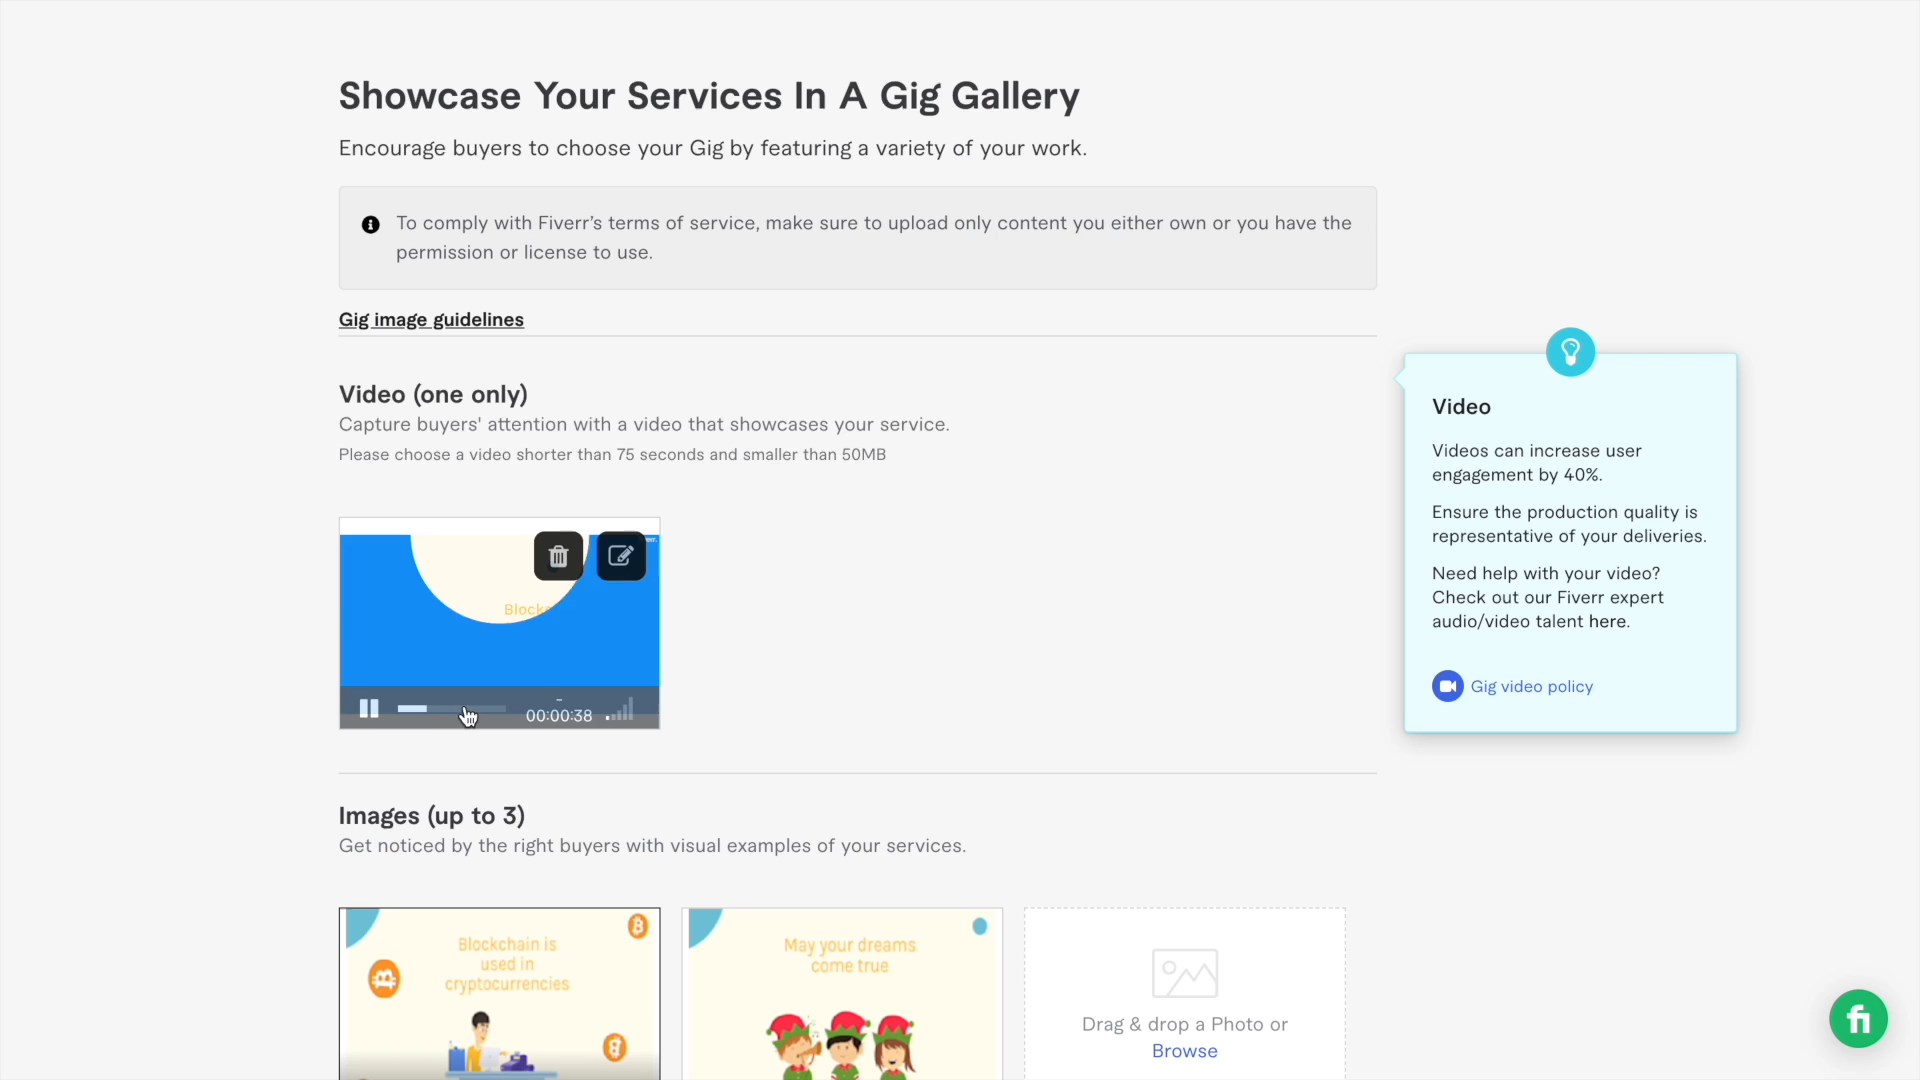 Showcase Your Services In A Gig Gallery
Encourage buyers to choose your Gig by featuring a variety of your work.
To comply with Fiverr's terms of service, make sure to upload only content you either own or you have the
permission or license to use.
Gig image guidelines
Video (one only)
Capture buyers' attention with a video that showcases your service.
Please choose a video shorter than 75 seconds and smaller than 50MB
-
00:00:38
Video
Videos can increase user
engagement by 40%.
Ensure the production quality is
representative of your deliveries.
Need help with your video?
Check out our Fiverr expert
audio/video talent here.
Gig video policy
Images (up to 3)
Get noticed by the right buyers with visual examples of your services.
Blockchain is
used in
cryptocurrencies
May your dreams
come true
Drag & drop a Photo or
Browse
fi